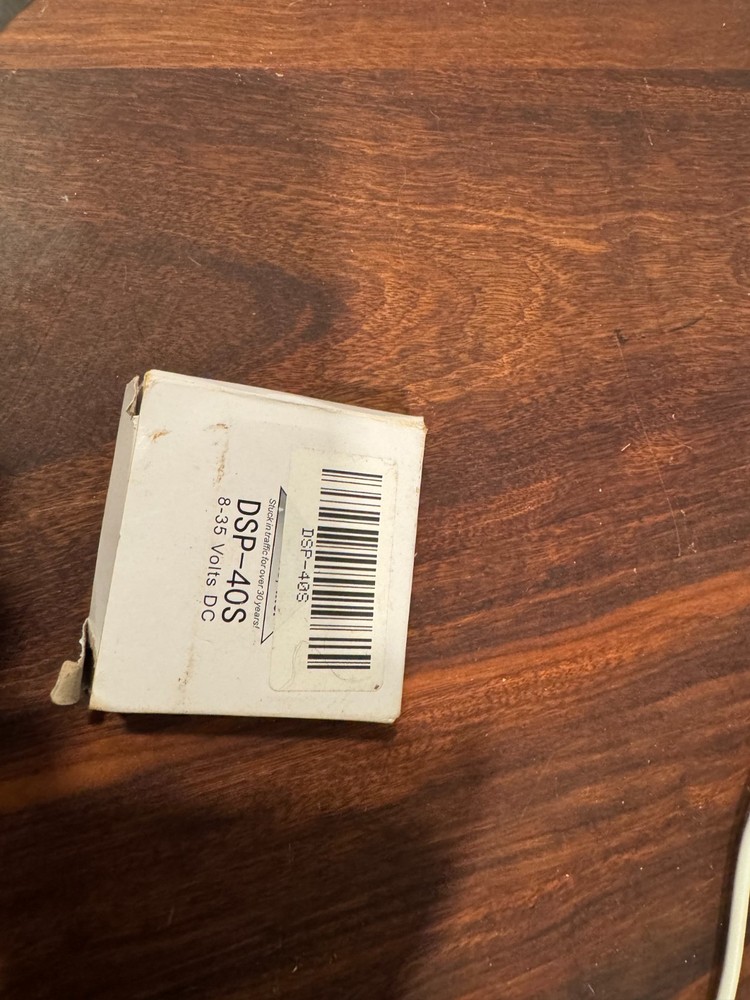 DSP-40S
Stuck in traffic for over 30 years!
DSP-40S
8-35 Volts DC